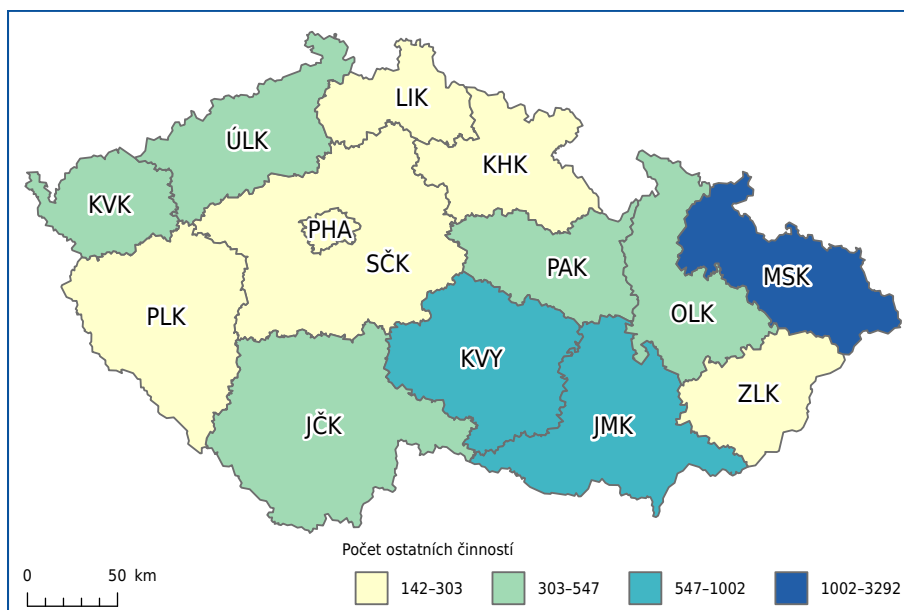 LIK
ÚLK
KHK
KVK
PHA
SČK
PAK
MSK
PLK
OLK
KVY
ZLK
JČK
JMK
Počet ostatních činností
0 50 km
142–303 303–547 547–1002 1002–3292